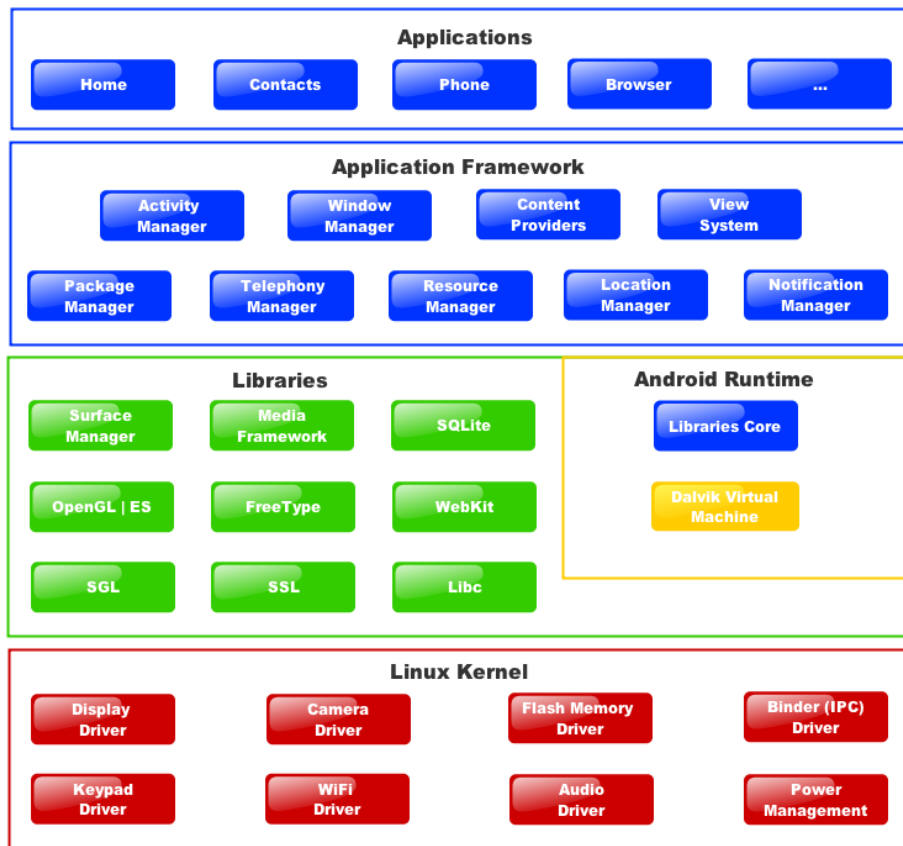 Applications
Home
Contacts
Phone
Browser
...
Application Framework
Activity
Manager
Window
Manager
Content
Providers
View
System
Package
Manager
Telephony
Manager
Resource
Manager
Location
Manager
Notification
Manager
Libraries
Surface
Manager
Media
Framework
SQLite
OpenGL | ES
FreeType
WebKit
SGL
SSL
Libc
Android Runtime
Libraries Core
Dalvik Virtual
Machine
Linux Kernel
Display
Driver
Camera
Driver
Flash Memory
Driver
Binder (IPC)
Driver
Keypad
Driver
WiFi
Driver
Audio
Driver
Power
Management